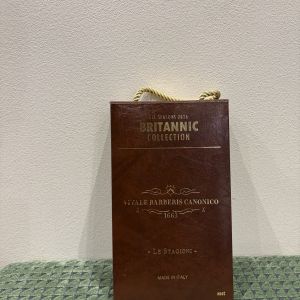 BRITANNIC
COLLECTION
VITALE BARBERIS CANONICO
1663
- LE STAGIONI -
MADE IN ITALY